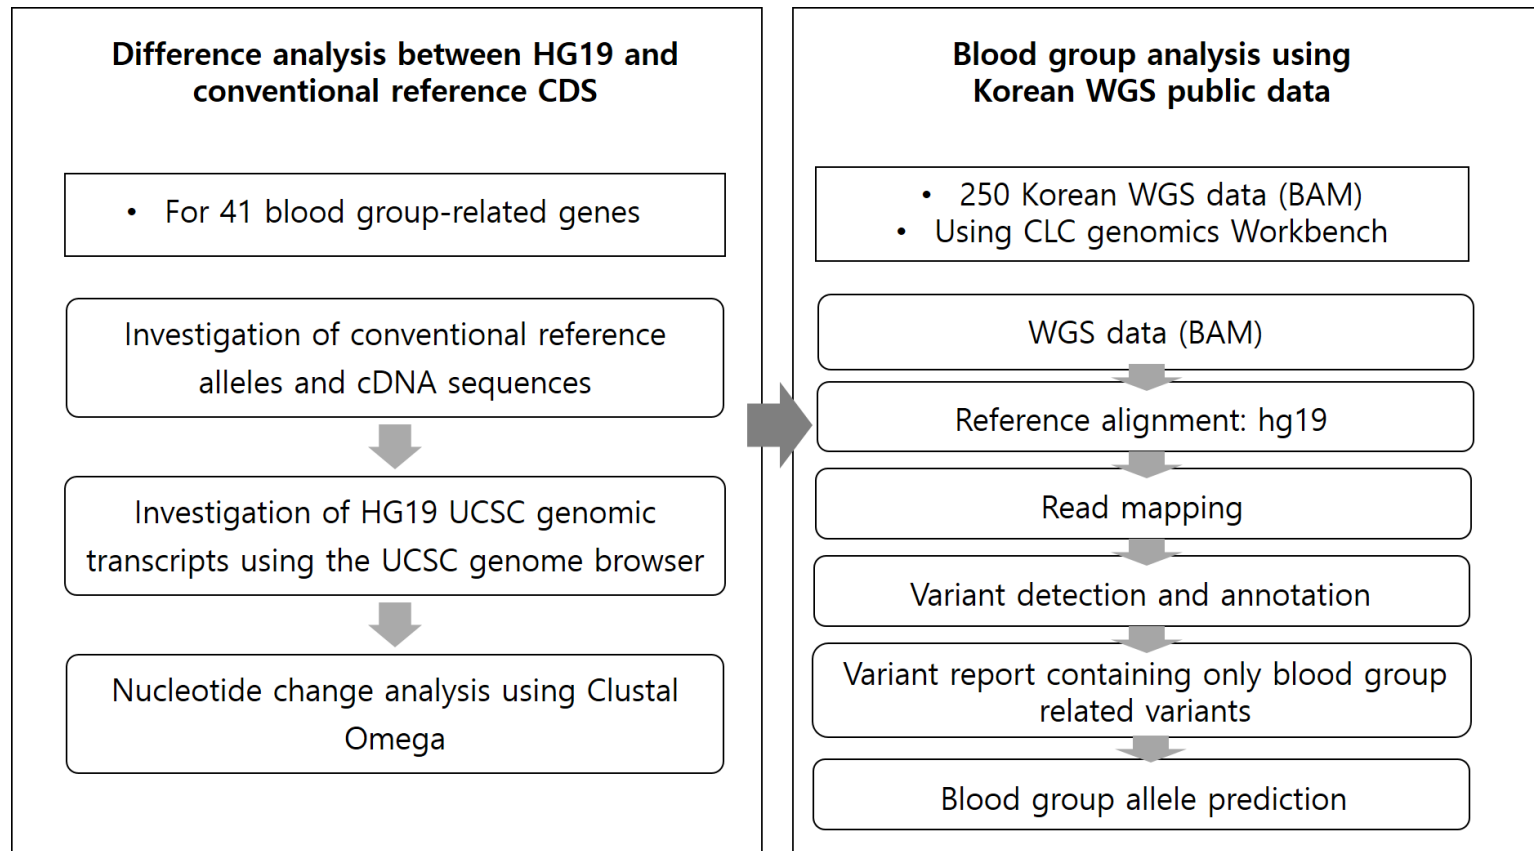 Difference analysis between HG19 and
conventional reference CDS
• For 41 blood group-related genes
Investigation of conventional reference
alleles and cDNA sequences
Investigation of HG19 UCSC genomic
transcripts using the UCSC genome browser
Nucleotide change analysis using Clustal
Omega
Blood group analysis using
Korean WGS public data
• 250 Korean WGS data (BAM)
• Using CLC genomics Workbench
WGS data (BAM)
Reference alignment: hg19
Read mapping
Variant detection and annotation
Variant report containing only blood group
related variants
Blood group allele prediction